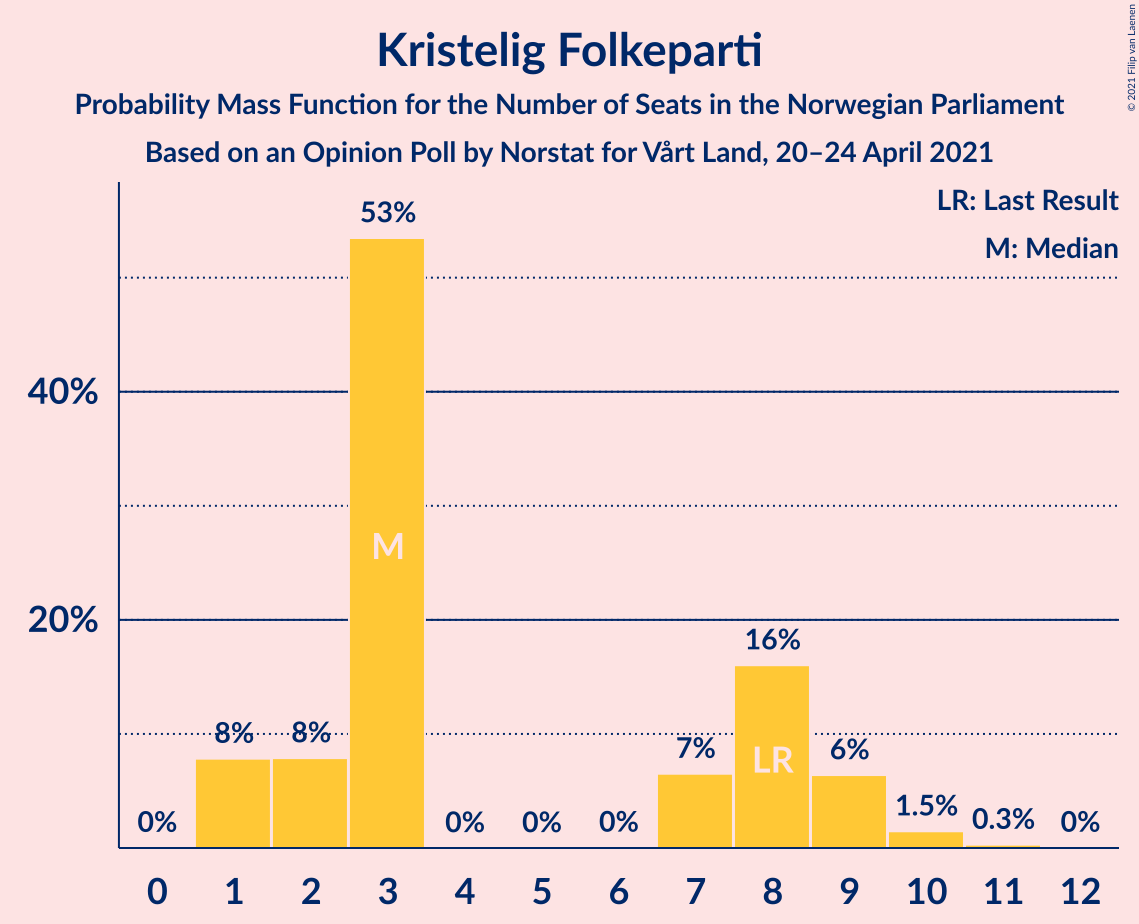 Kristelig Folkeparti
Probability Mass Function for the Number of Seats in the Norwegian Parliament
Based on an Opinion Poll by Norstat for Vårt Land, 20–24 April 2021
© 2021 Filip van Laenen
LR: Last Result
M: Median
53%
40%
M
20%
16%
8% 8% 7% LR 6%
0% 0% 0% 0% 1.5% 0.3% 0%
0 1 2 3 4 5 6 7 8 9 10 11 12